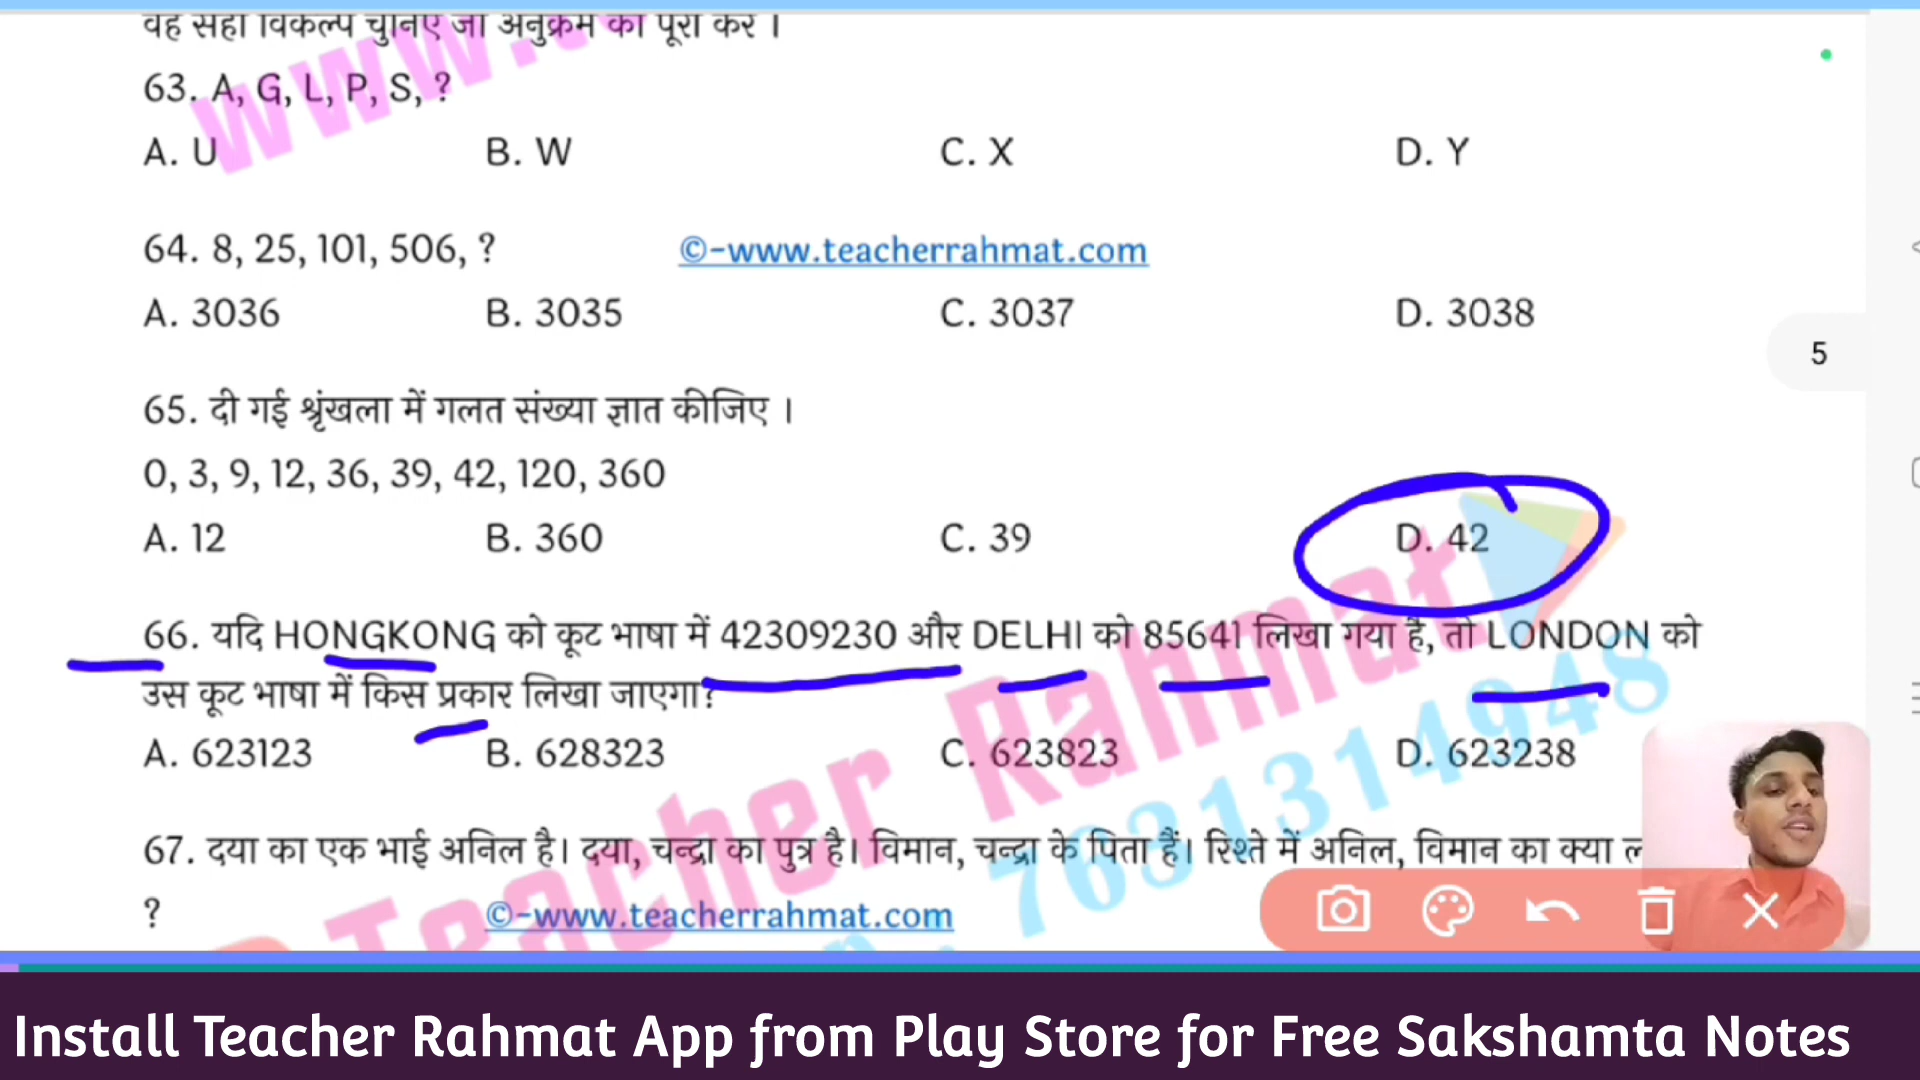 वह सही विकल्प चुनिए जो अनुक्रम को पूरा करे ।
63. A, G, L, P, S, ?
A. U B. W C. X D. Y
64. 8, 25, 101, 506, ? ©-www.teacherrahmat.com
A. 3036 B. 3035 C. 3037 D. 3038
5
65. दी गई श्रृंखला में गलत संख्या ज्ञात कीजिए ।
0, 3, 9, 12, 36, 39, 42, 120, 360
A. 12 B. 360 C. 39 D. 42
66. यदि HONGKONG को कूट भाषा में 42309230 और DELHI को 85641 लिखा गया है, तो LONDON को
उस कूट भाषा में किस प्रकार लिखा जाएगा?
A. 623123 B. 628323 C. 623823 D. 623238
67. दया का एक भाई अनिल है। दया, चन्द्रा का पुत्र है। विमान, चन्द्रा के पिता हैं। रिश्ते में अनिल, विमान का क्या
? ©-www.teacherrahmat.com
www.
Teacher Rahmat
7631314948
Install Teacher Rahmat App from Play Store for Free Sakshamta Notes